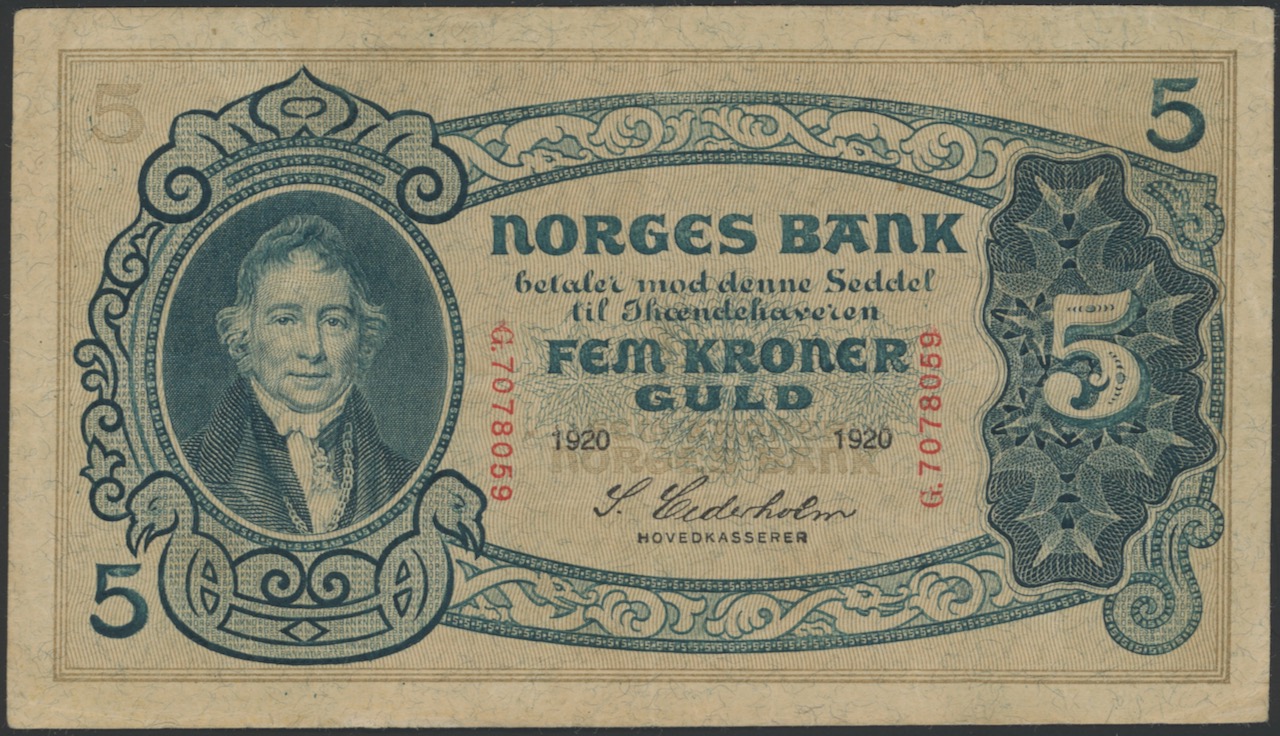 5
5
NORGES BANK
betaler mod denne Seddel
til Ihændehaveren
FEM KRONER
GULD
5
G.7078059
G.7078059
1920 1920
NORGES BANK
S. Cederholm
HOVEDKASSERER
5